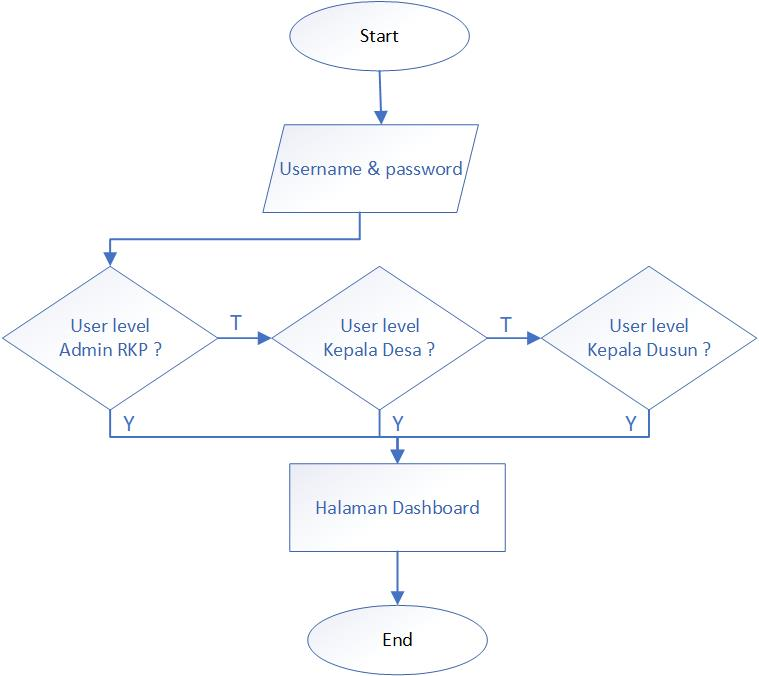 Start
Username & password
User level
Admin RKP ?
T
User level
Kepala Desa ?
T
User level
Kepala Dusun ?
Y
Y
Y
Halaman Dashboard
End